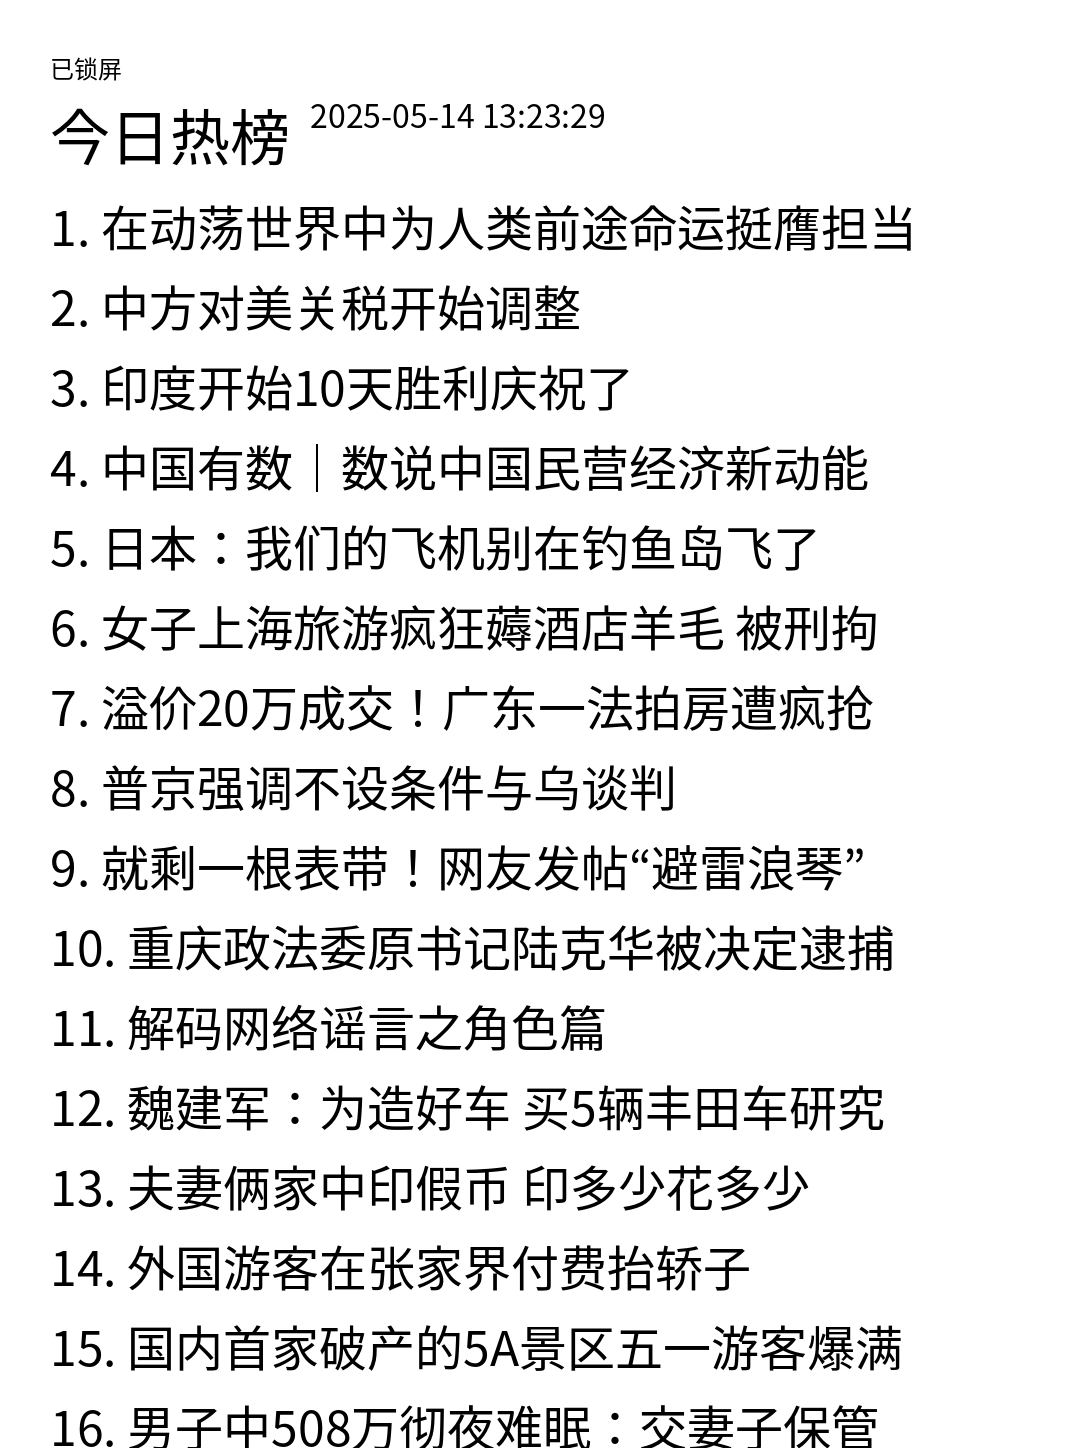 已锁屏
今日热榜 2025-05-14 13:23:29
1. 在动荡世界中为人类前途命运挺膺担当
2. 中方对美关税开始调整
3. 印度开始10天胜利庆祝了
4. 中国有数｜数说中国民营经济新动能
5. 日本：我们的飞机别在钓鱼岛飞了
6. 女子上海旅游疯狂薅酒店羊毛 被刑拘
7. 溢价20万成交！广东一法拍房遭疯抢
8. 普京强调不设条件与乌谈判
9. 就剩一根表带！网友发帖“避雷浪琴”
10. 重庆政法委原书记陆克华被决定逮捕
11. 解码网络谣言之角色篇
12. 魏建军：为造好车 买5辆丰田车研究
13. 夫妻俩家中印假币 印多少花多少
14. 外国游客在张家界付费抬轿子
15. 国内首家破产的5A景区五一游客爆满
16. 男子中508万彻夜难眠：交妻子保管